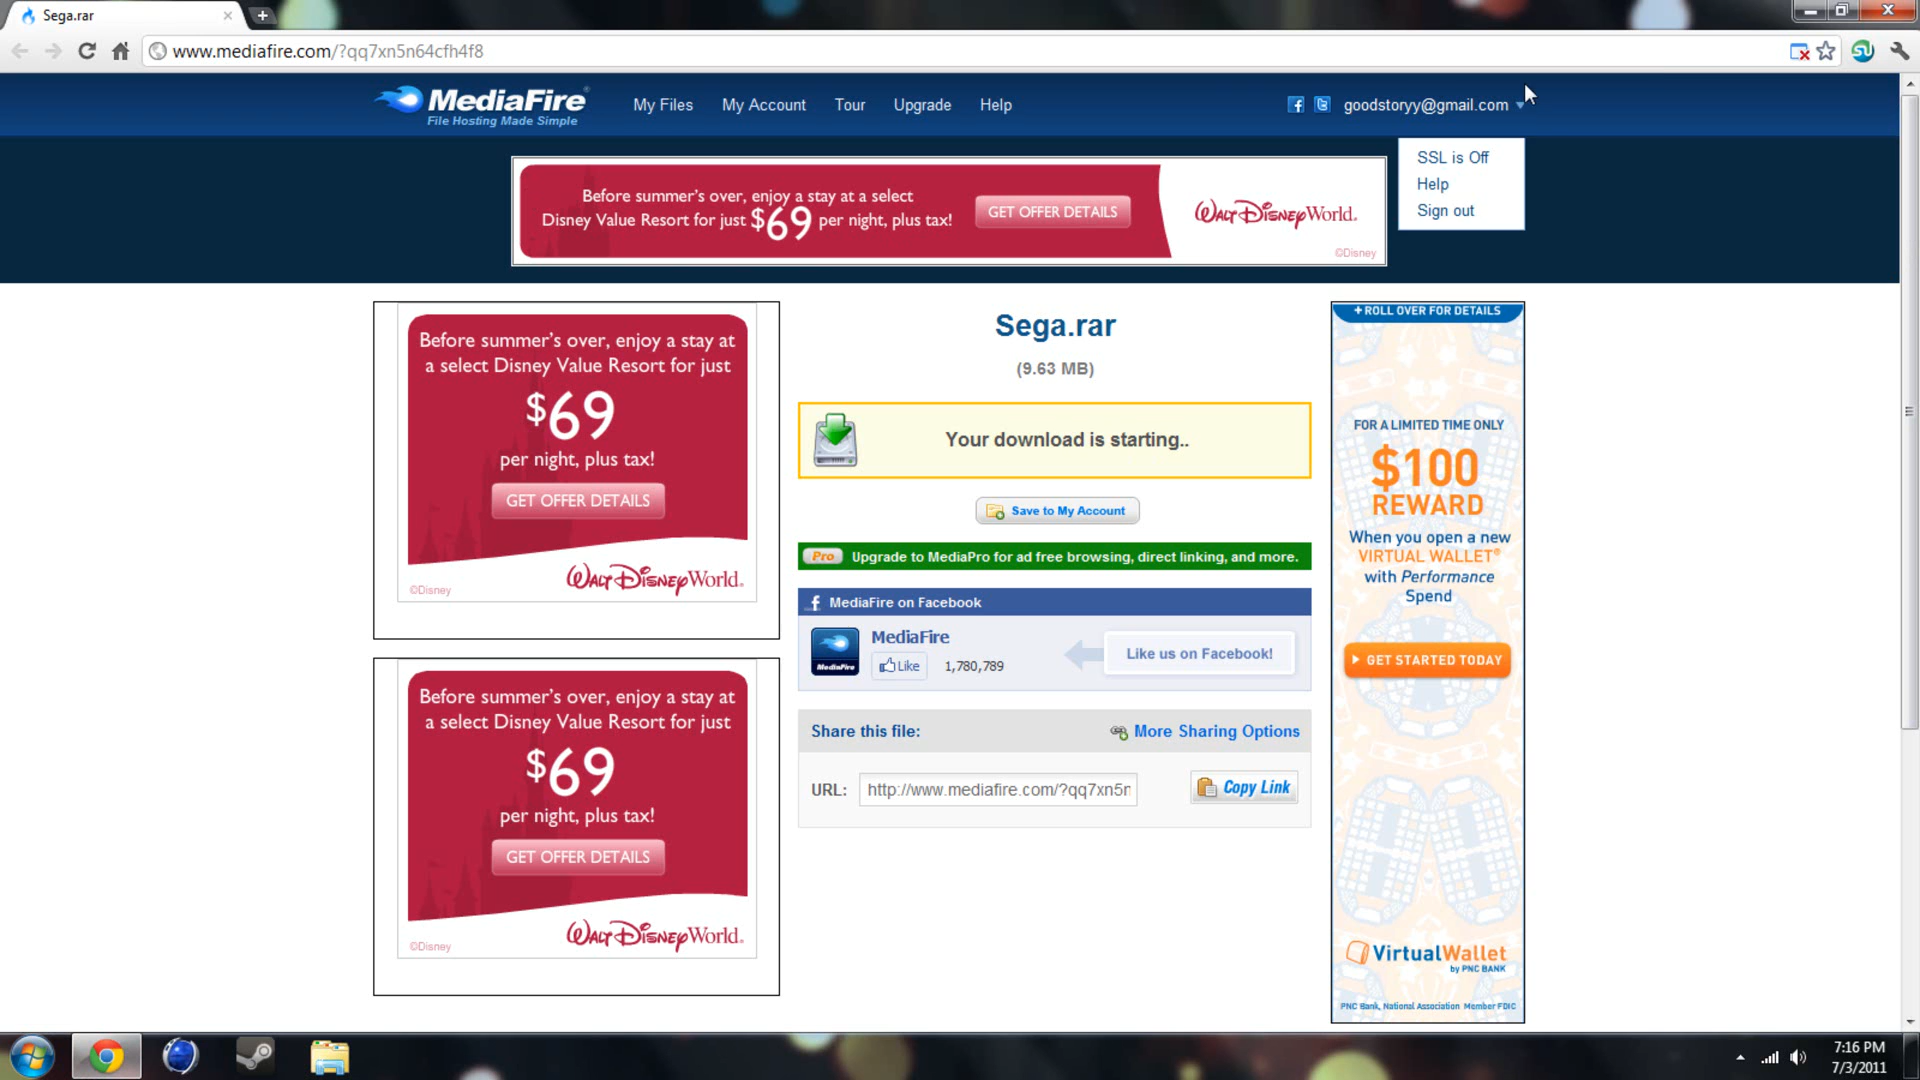 Sega.rar
www.mediafire.com/?qq7xn5n64cfh4f8
MediaFire
File Hosting Made Simple
My Files
My Account
Tour
Upgrade
Help
goodstoryy@gmail.com
SSL is Off
Help
Sign out
Before summer's over, enjoy a stay at a select
Disney Value Resort for just $69 per night, plus tax!
GET OFFER DETAILS
WALT DISNEY World.
©Disney
Before summer's over, enjoy a stay at
a select Disney Value Resort for just
$69
per night, plus tax!
GET OFFER DETAILS
WALT DISNEY World.
©Disney
Before summer's over, enjoy a stay at
a select Disney Value Resort for just
$69
per night, plus tax!
GET OFFER DETAILS
WALT DISNEY World.
©Disney
Sega.rar
(9.63 MB)
Your download is starting..
Save to My Account
Pro Upgrade to MediaPro for ad free browsing, direct linking, and more.
MediaFire on Facebook
MediaFire
MediaFire
Like 1,780,789
Like us on Facebook!
Share this file:
More Sharing Options
URL: http://www.mediafire.com/?qq7xn5n
Copy Link
+ ROLL OVER FOR DETAILS
FOR A LIMITED TIME ONLY
$100
REWARD
When you open a new
VIRTUAL WALLET®
with Performance
Spend
GET STARTED TODAY
VirtualWallet
by PNC BANK
PNC Bank, National Association Member FDIC
7:16 PM
7/3/2011